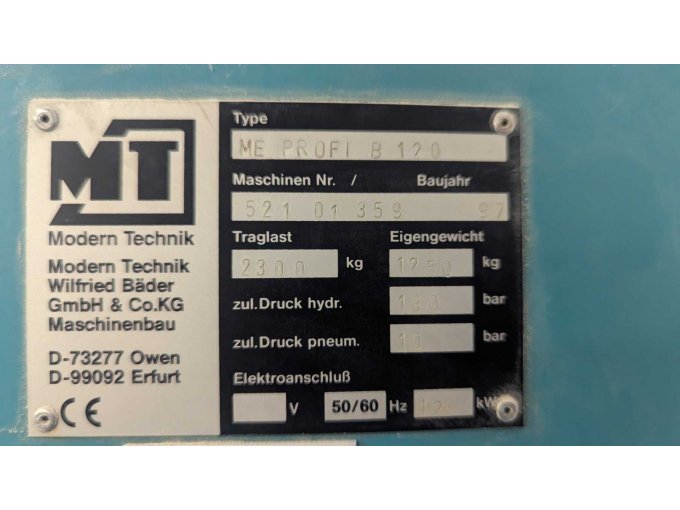 MT
Modern Technik
Modern Technik
Wilfried Bäder
GmbH & Co.KG
Maschinenbau
D-73277 Owen
D-99092 Erfurt
CE
Type
ME PROFI B 120
Maschinen Nr. / Baujahr
521 01 359 97
Traglast Eigengewicht
2300 kg 1250 kg
zul.Druck hydr. 180 bar
zul.Druck pneum. 10 bar
Elektroanschluß
V 50/60 Hz kW